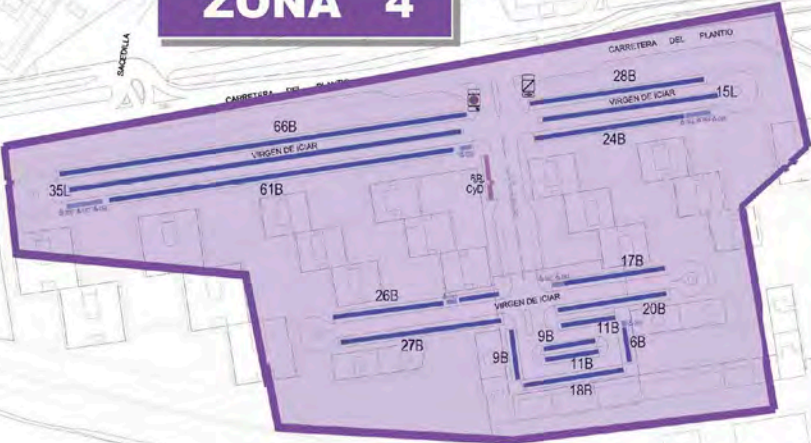 ZONA 4
SACEDILLA
CARRETERA DEL PLANTIO
CARRETERA DEL PLANTIO
28B
VIRGEN DE ICIAR
15L
24B
66B
VIRGEN DE ICIAR
35L
61B
CyD
17B
26B
VIRGEN DE ICIAR
20B
27B
11B
9B
6B
9B
11B
18B